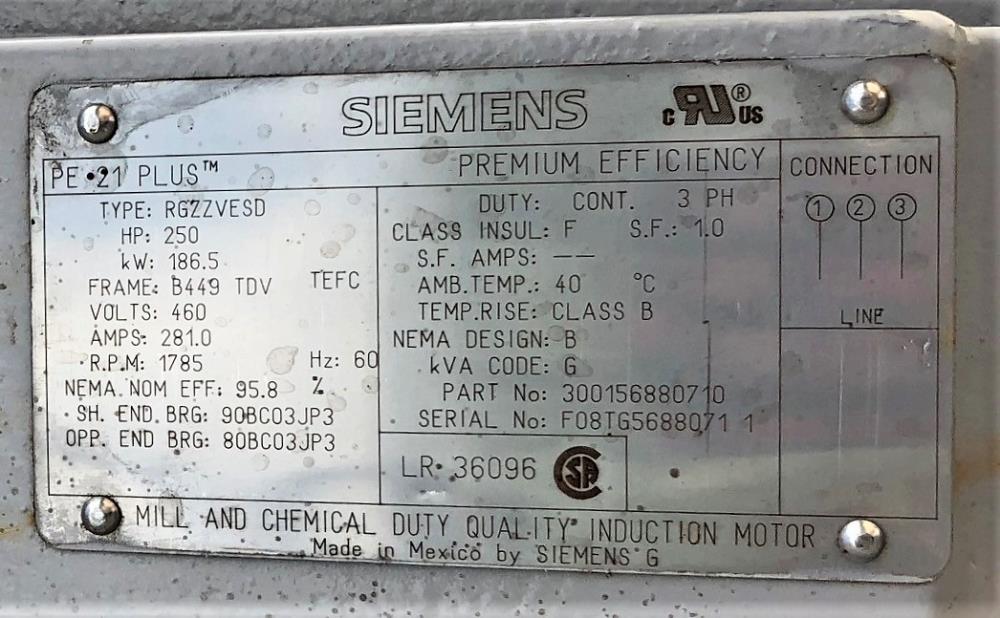 SIEMENS
c RU ® US
PE•21 PLUS™
PREMIUM EFFICIENCY
TYPE: RGZZVESD
HP: 250
kW: 186.5
FRAME: B449 TDV TEFC
VOLTS: 460
AMPS: 281.0
R.P.M: 1785 Hz: 60
NEMA NOM EFF: 95.8 %
SH. END. BRG: 90BC03JP3
OPP. END BRG: 80BC03JP3
DUTY: CONT. 3 PH
CLASS INSUL: F S.F.: 1.0
S.F. AMPS: --
AMB.TEMP.: 40 °C
TEMP.RISE: CLASS B
NEMA DESIGN: B
kVA CODE: G
PART No: 300156880710
SERIAL No: F08TG5688071 1
LR 36096 SA
CONNECTION
1 2 3
LINE
MILL AND CHEMICAL DUTY QUALITY INDUCTION MOTOR
Made in Mexico by SIEMENS G